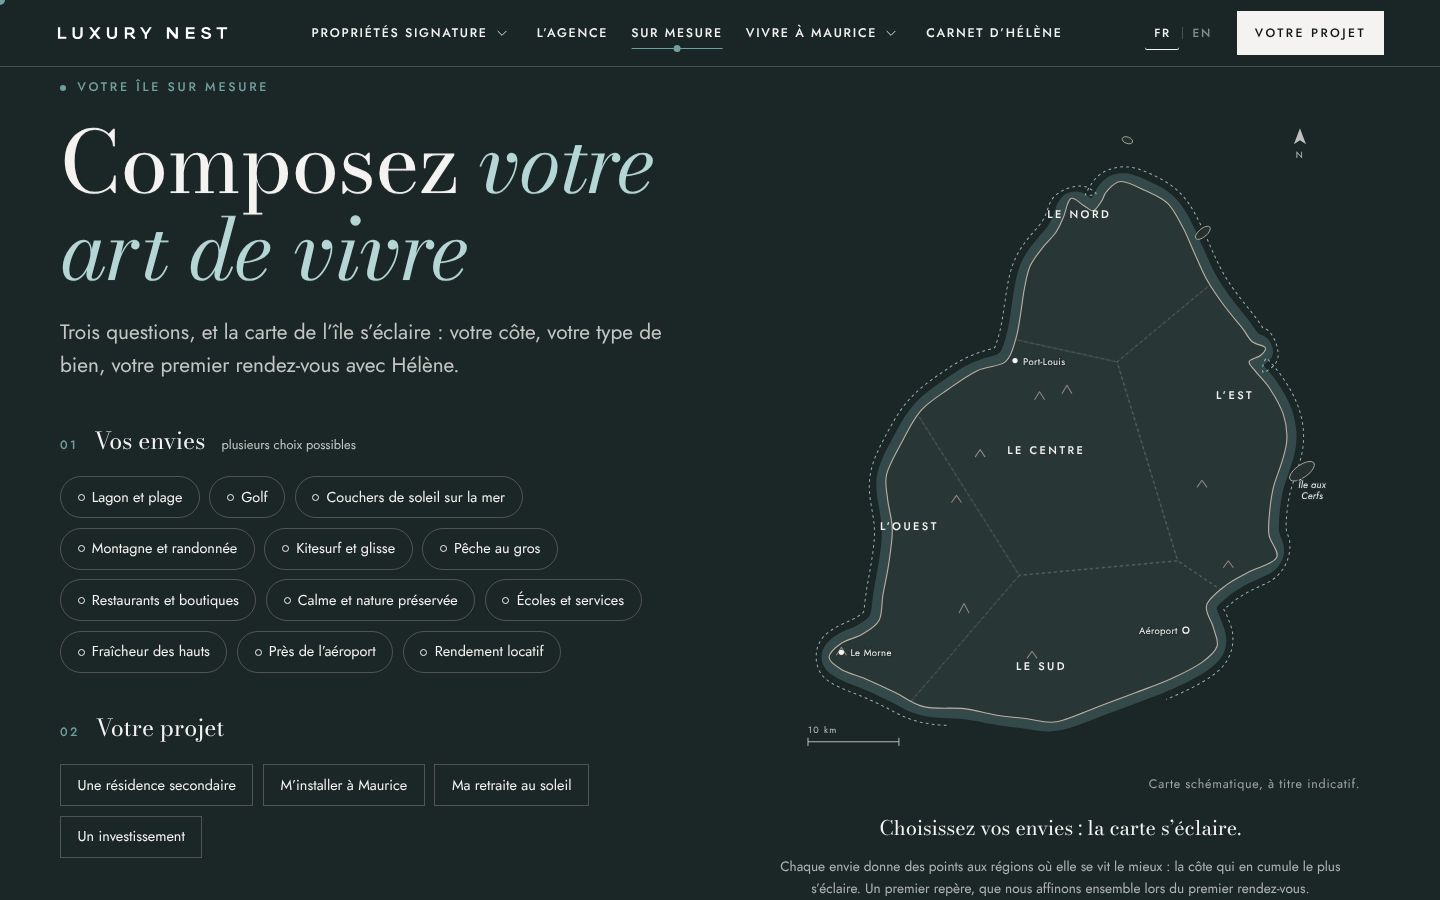 LUXURY NEST
PROPRIÉTÉS SIGNATURE
L’AGENCE
SUR MESURE
VIVRE À MAURICE
CARNET D’HÉLÈNE
FR | EN
VOTRE PROJET
VOTRE ÎLE SUR MESURE
Composez votre
art de vivre
Trois questions, et la carte de l’île s’éclaire : votre côte, votre type de
bien, votre premier rendez-vous avec Hélène.
01 Vos envies plusieurs choix possibles
Lagon et plage
Golf
Couchers de soleil sur la mer
Montagne et randonnée
Kitesurf et glisse
Pêche au gros
Restaurants et boutiques
Calme et nature préservée
Écoles et services
Fraîcheur des hauts
Près de l’aéroport
Rendement locatif
02 Votre projet
Une résidence secondaire
M’installer à Maurice
Ma retraite au soleil
Un investissement
N
LE NORD
Port-Louis
L’EST
LE CENTRE
Île aux
Cerfs
L’OUEST
Aéroport
Le Morne
LE SUD
10 km
Carte schématique, à titre indicatif.
Choisissez vos envies : la carte s’éclaire.
Chaque envie donne des points aux régions où elle se vit le mieux : la côte qui en cumule le plus
s’éclaire. Un premier repère, que nous affinons ensemble lors du premier rendez-vous.